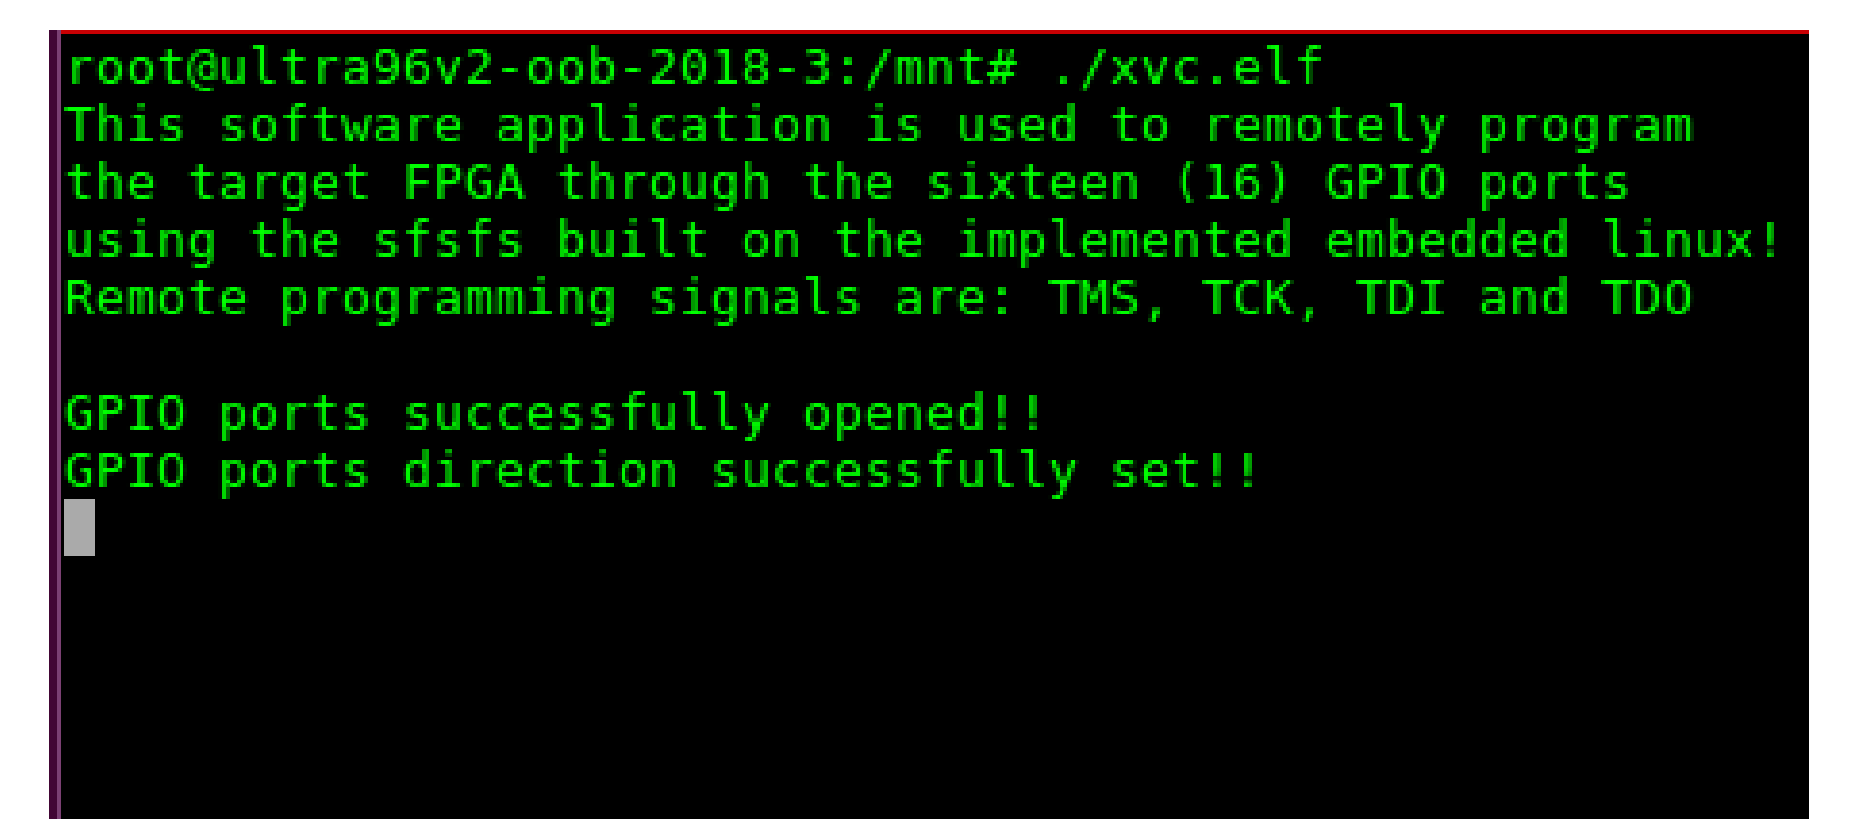 root@ultra96v2-oob-2018-3:/mnt# ./xvc.elf
This software application is used to remotely program
the target FPGA through the sixteen (16) GPIO ports
using the sfsfs built on the implemented embedded linux!
Remote programming signals are: TMS, TCK, TDI and TDO
GPIO ports successfully opened!!
GPIO ports direction successfully set!!